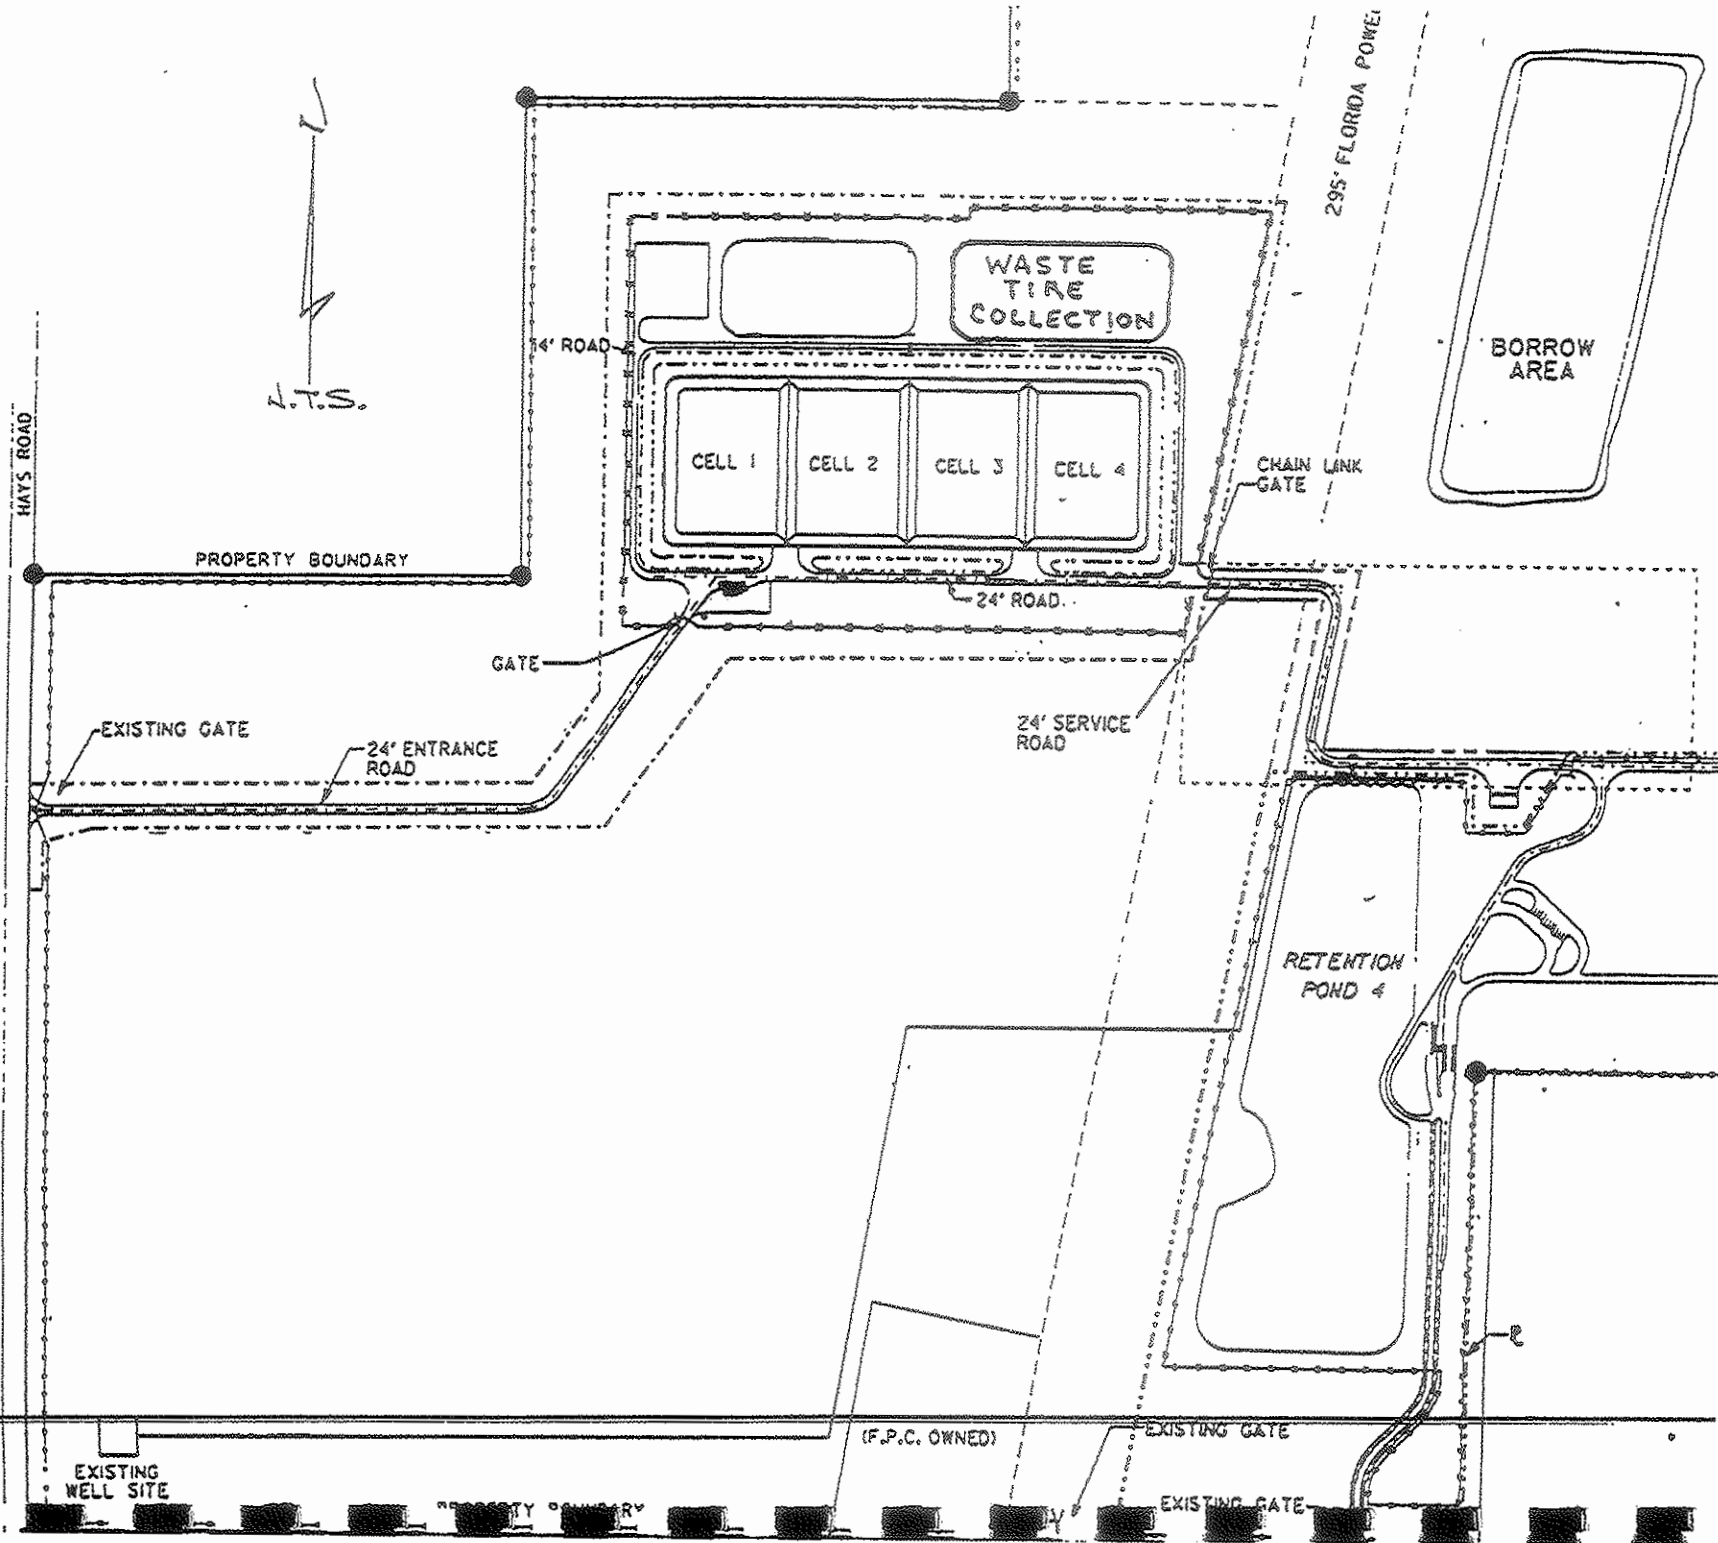 295' FLORIDA
WASTE
TIRE
COLLECTION
ROAD
BORROW
AREA
N.T.S.
HAYS ROAD
CELL 1
CELL 2
CELL 3
CELL 4
CHAIN LINK
GATE
PROPERTY BOUNDARY
24' ROAD
GATE
EXISTING GATE
24' ENTRANCE
ROAD
24' SERVICE
ROAD
RETENTION
POND 4
(F.P.C. OWNED)
EXISTING GATE
EXISTING
WELL SITE
EXISTING GATE